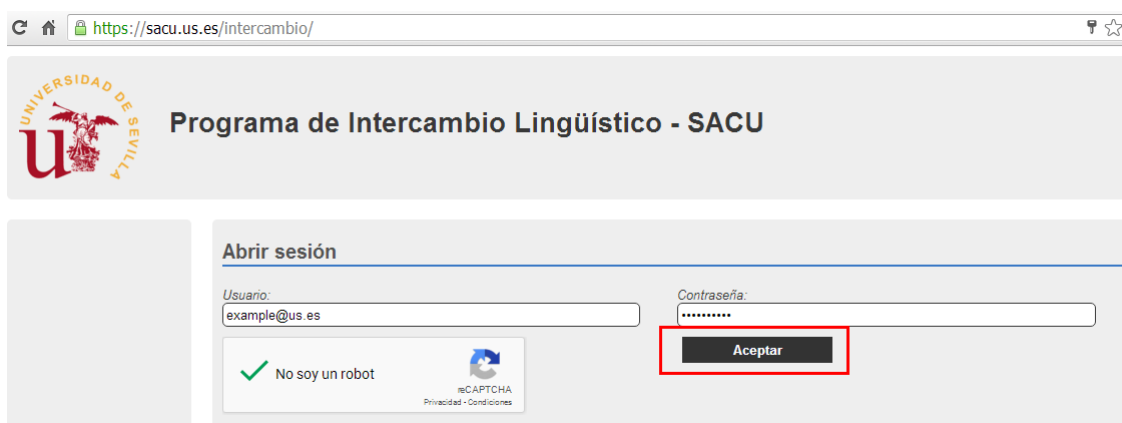 https://sacu.us.es/intercambio/
UNIVERSIDAD DE SEVILLA
US
Programa de Intercambio Lingüístico - SACU
Abrir sesión
Usuario:
Contraseña:
example@us.es
••••••••••
Aceptar
No soy un robot
reCAPTCHA
Privacidad - Condiciones